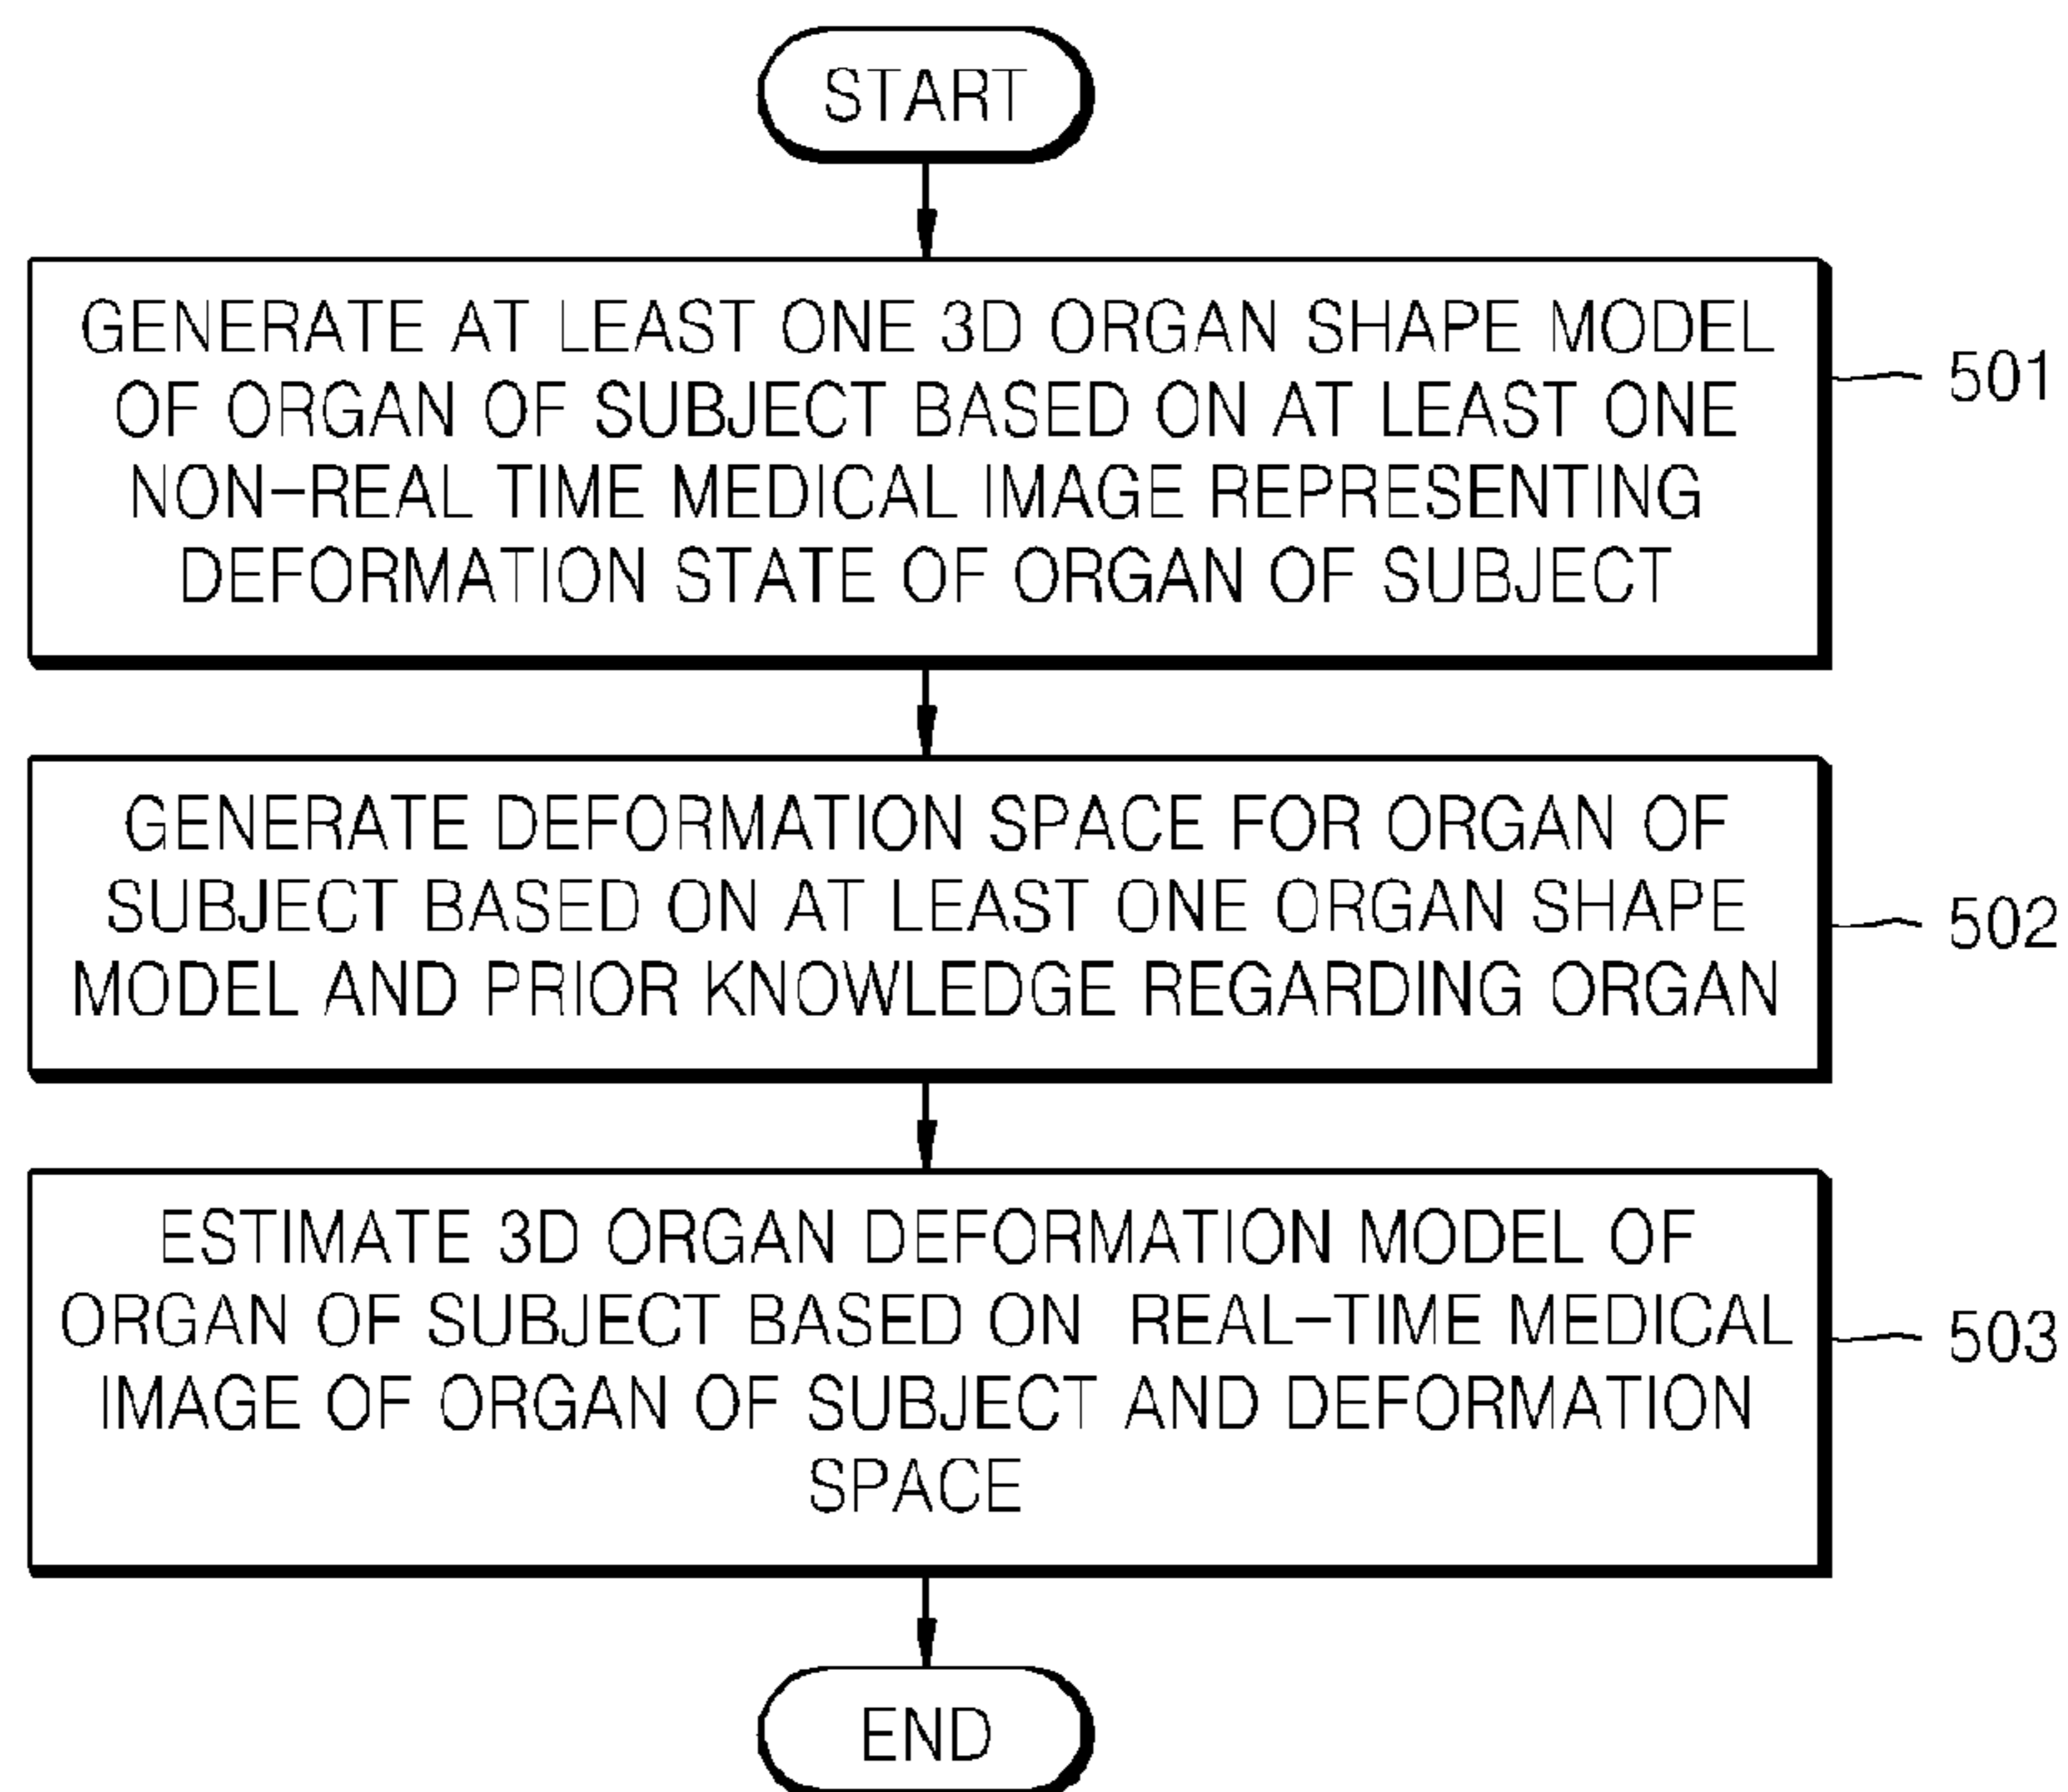 START
GENERATE AT LEAST ONE 3D ORGAN SHAPE MODEL
OF ORGAN OF SUBJECT BASED ON AT LEAST ONE
NON-REAL TIME MEDICAL IMAGE REPRESENTING
DEFORMATION STATE OF ORGAN OF SUBJECT
501
GENERATE DEFORMATION SPACE FOR ORGAN OF
SUBJECT BASED ON AT LEAST ONE ORGAN SHAPE
MODEL AND PRIOR KNOWLEDGE REGARDING ORGAN
502
ESTIMATE 3D ORGAN DEFORMATION MODEL OF
ORGAN OF SUBJECT BASED ON REAL-TIME MEDICAL
IMAGE OF ORGAN OF SUBJECT AND DEFORMATION
SPACE
503
END